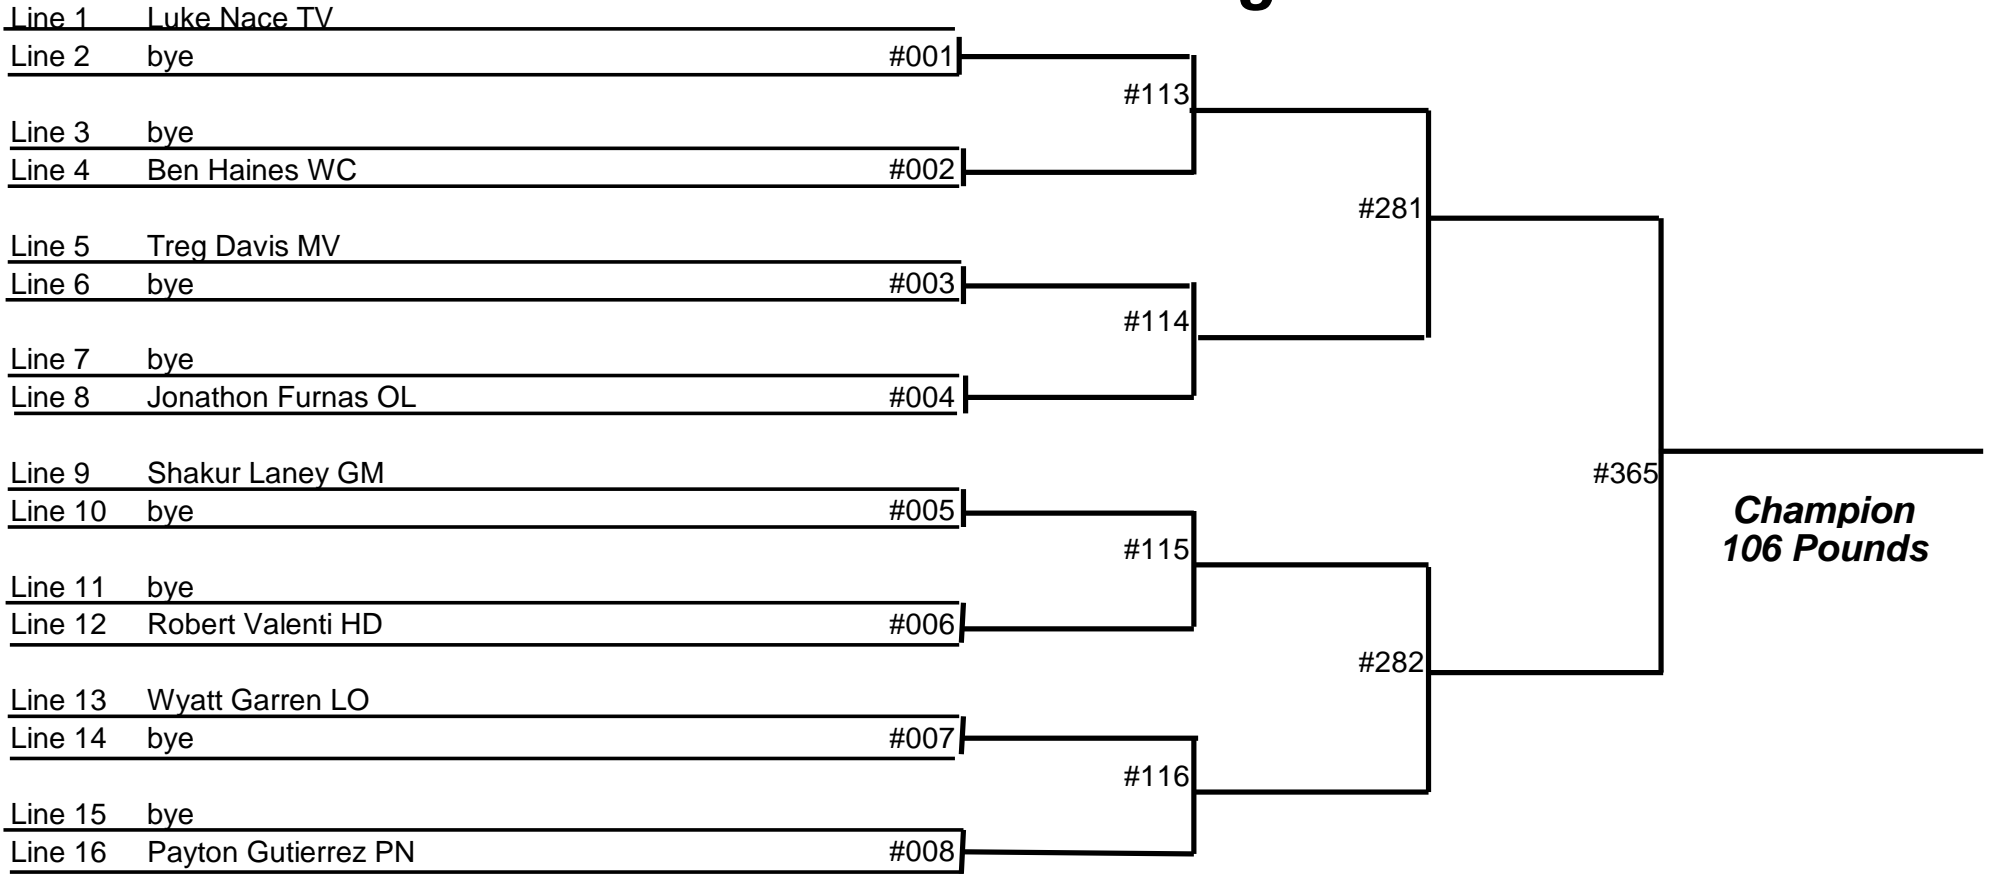 Line 1 Luke Nace TV
Line 2 bye #001
#113
Line 3 bye
Line 4 Ben Haines WC #002
#281
Line 5 Treg Davis MV
Line 6 bye #003
#114
Line 7 bye
Line 8 Jonathon Furnas OL #004
Line 9 Shakur Laney GM
#365
Line 10 bye #005
Champion
106 Pounds
#115
Line 11 bye
Line 12 Robert Valenti HD #006
#282
Line 13 Wyatt Garren LO
Line 14 bye #007
#116
Line 15 bye
Line 16 Payton Gutierrez PN #008